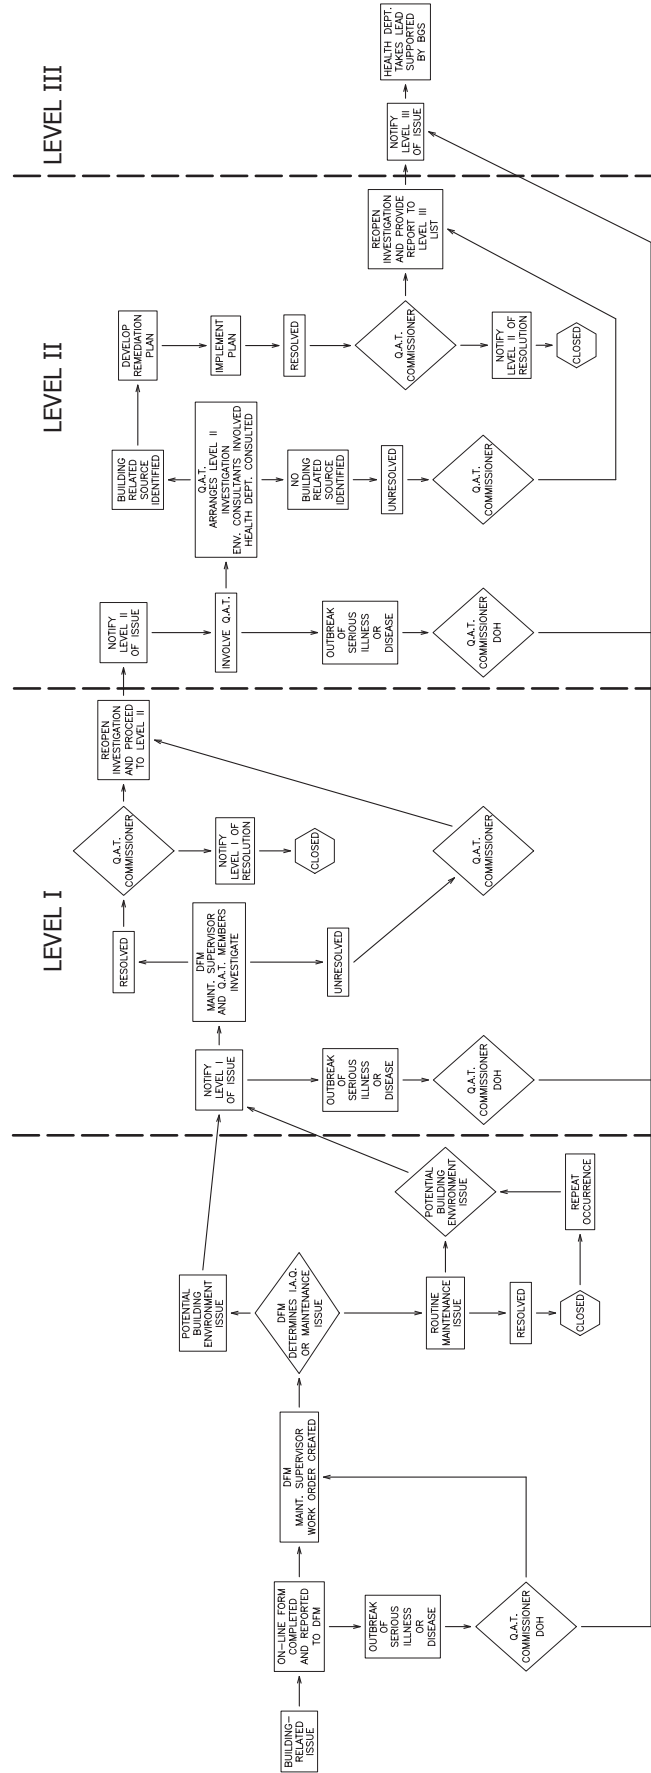 BUILDING-
RELATED
ISSUE
ON-LINE FORM
COMPLETED
AND REPORTED
TO DFM
OUTBREAK
OF
SERIOUS
ILLNESS
OR
DISEASE
Q.A.T.
COMMISSIONER
DOH
DFM
MAINT. SUPERVISOR
WORK ORDER CREATED
DFM
DETERMINES I.A.Q.
OR MAINTENANCE
ISSUE
POTENTIAL
BUILDING
ENVIRONMENT
ISSUE
ROUTINE
MAINTENANCE
ISSUE
RESOLVED
CLOSED
REPEAT
OCCURRENCE
POTENTIAL
BUILDING
ENVIRONMENT
ISSUE
LEVEL I
NOTIFY
LEVEL I
OF ISSUE
OUTBREAK
OF
SERIOUS
ILLNESS
OR
DISEASE
Q.A.T.
COMMISSIONER
DOH
DFM
MAINT. SUPERVISOR
AND Q.A.T. MEMBERS
INVESTIGATE
RESOLVED
UNRESOLVED
Q.A.T.
COMMISSIONER
NOTIFY
LEVEL I OF
RESOLUTION
CLOSED
Q.A.T.
COMMISSIONER
REOPEN
INVESTIGATION
AND PROCEED
TO LEVEL II
LEVEL II
NOTIFY
LEVEL II
OF ISSUE
INVOLVE Q.A.T.
OUTBREAK
OF
SERIOUS
ILLNESS
OR
DISEASE
Q.A.T.
COMMISSIONER
DOH
Q.A.T.
ARRANGES LEVEL II
INVESTIGATION
ENV. CONSULTANTS INVOLVED
HEALTH DEPT. CONSULTED
BUILDING
RELATED
SOURCE
IDENTIFIED
NO
BUILDING
RELATED
SOURCE
IDENTIFIED
UNRESOLVED
Q.A.T.
COMMISSIONER
DEVELOP
REMEDIATION
PLAN
IMPLEMENT
PLAN
RESOLVED
Q.A.T.
COMMISSIONER
NOTIFY
LEVEL II OF
RESOLUTION
CLOSED
REOPEN
INVESTIGATION
AND PROVIDE
REPORT TO
LEVEL III
LIST
LEVEL III
NOTIFY
LEVEL III
OF ISSUE
HEALTH DEPT.
TAKES LEAD
SUPPORTED
BY BGS